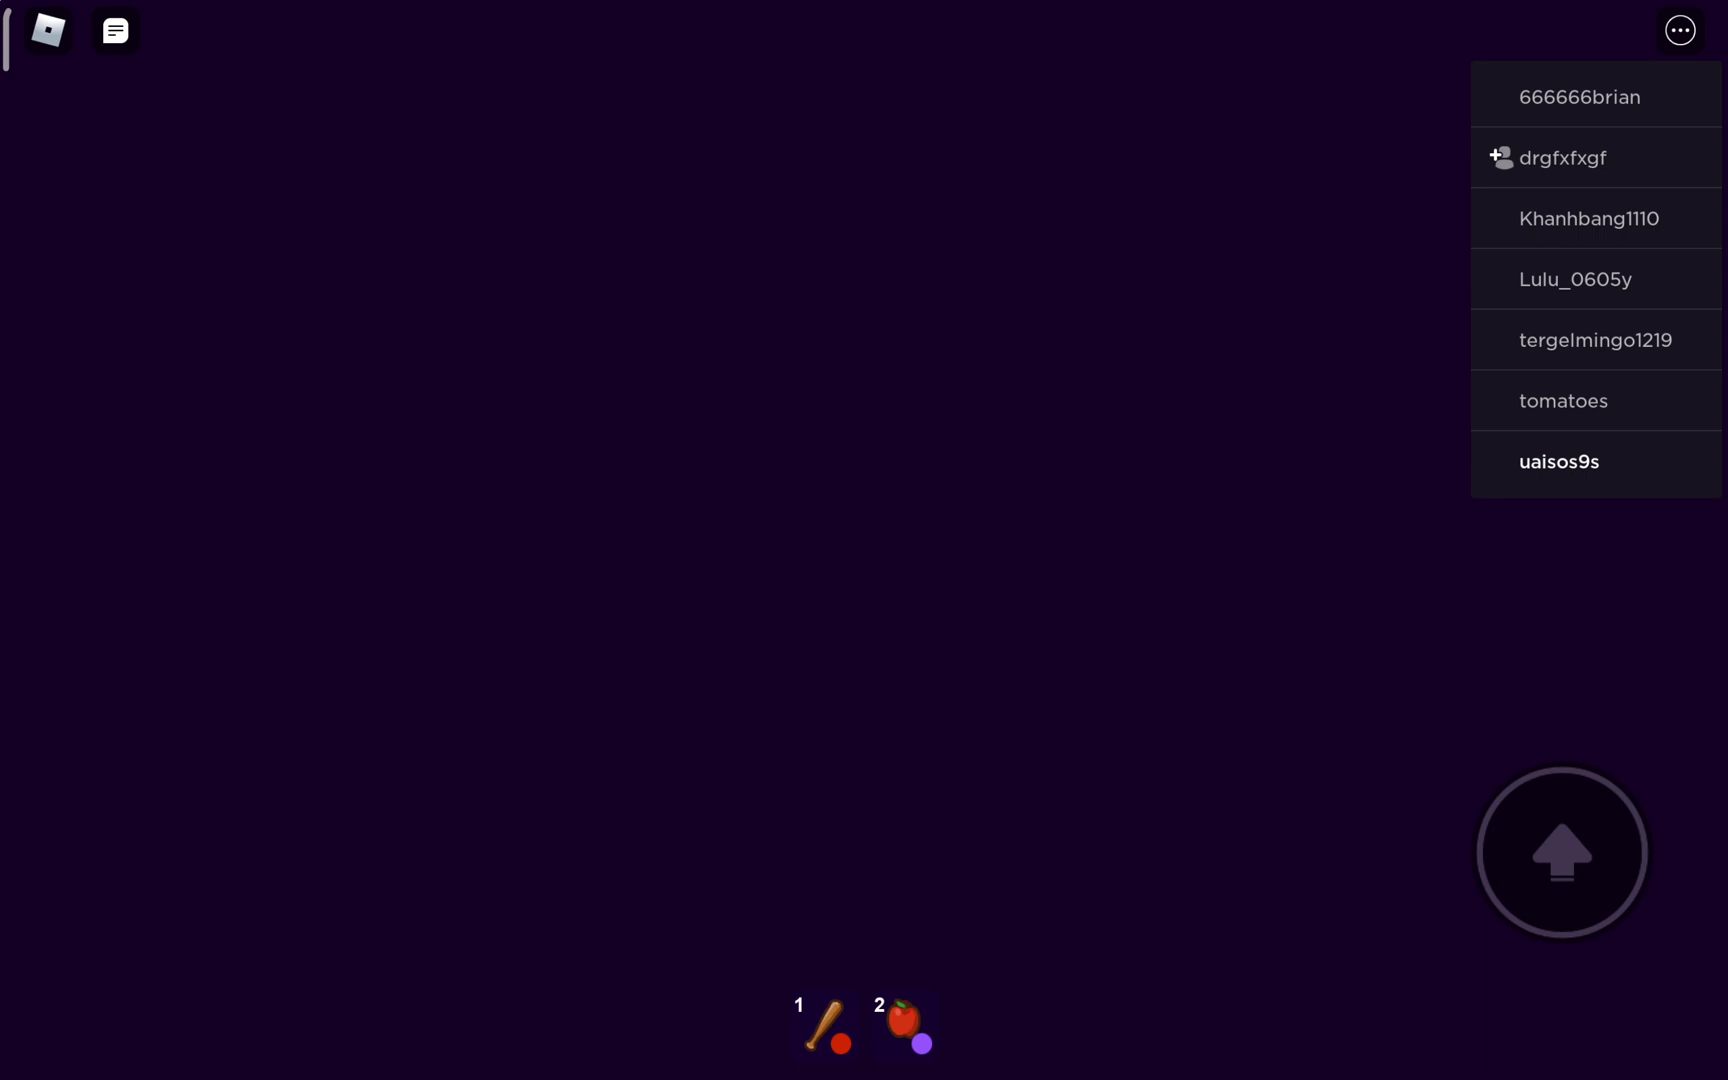 666666brian
drgfxfxgf
Khanhbang1110
Lulu_0605y
tergelmingo1219
tomatoes
uaisos9s
1 2